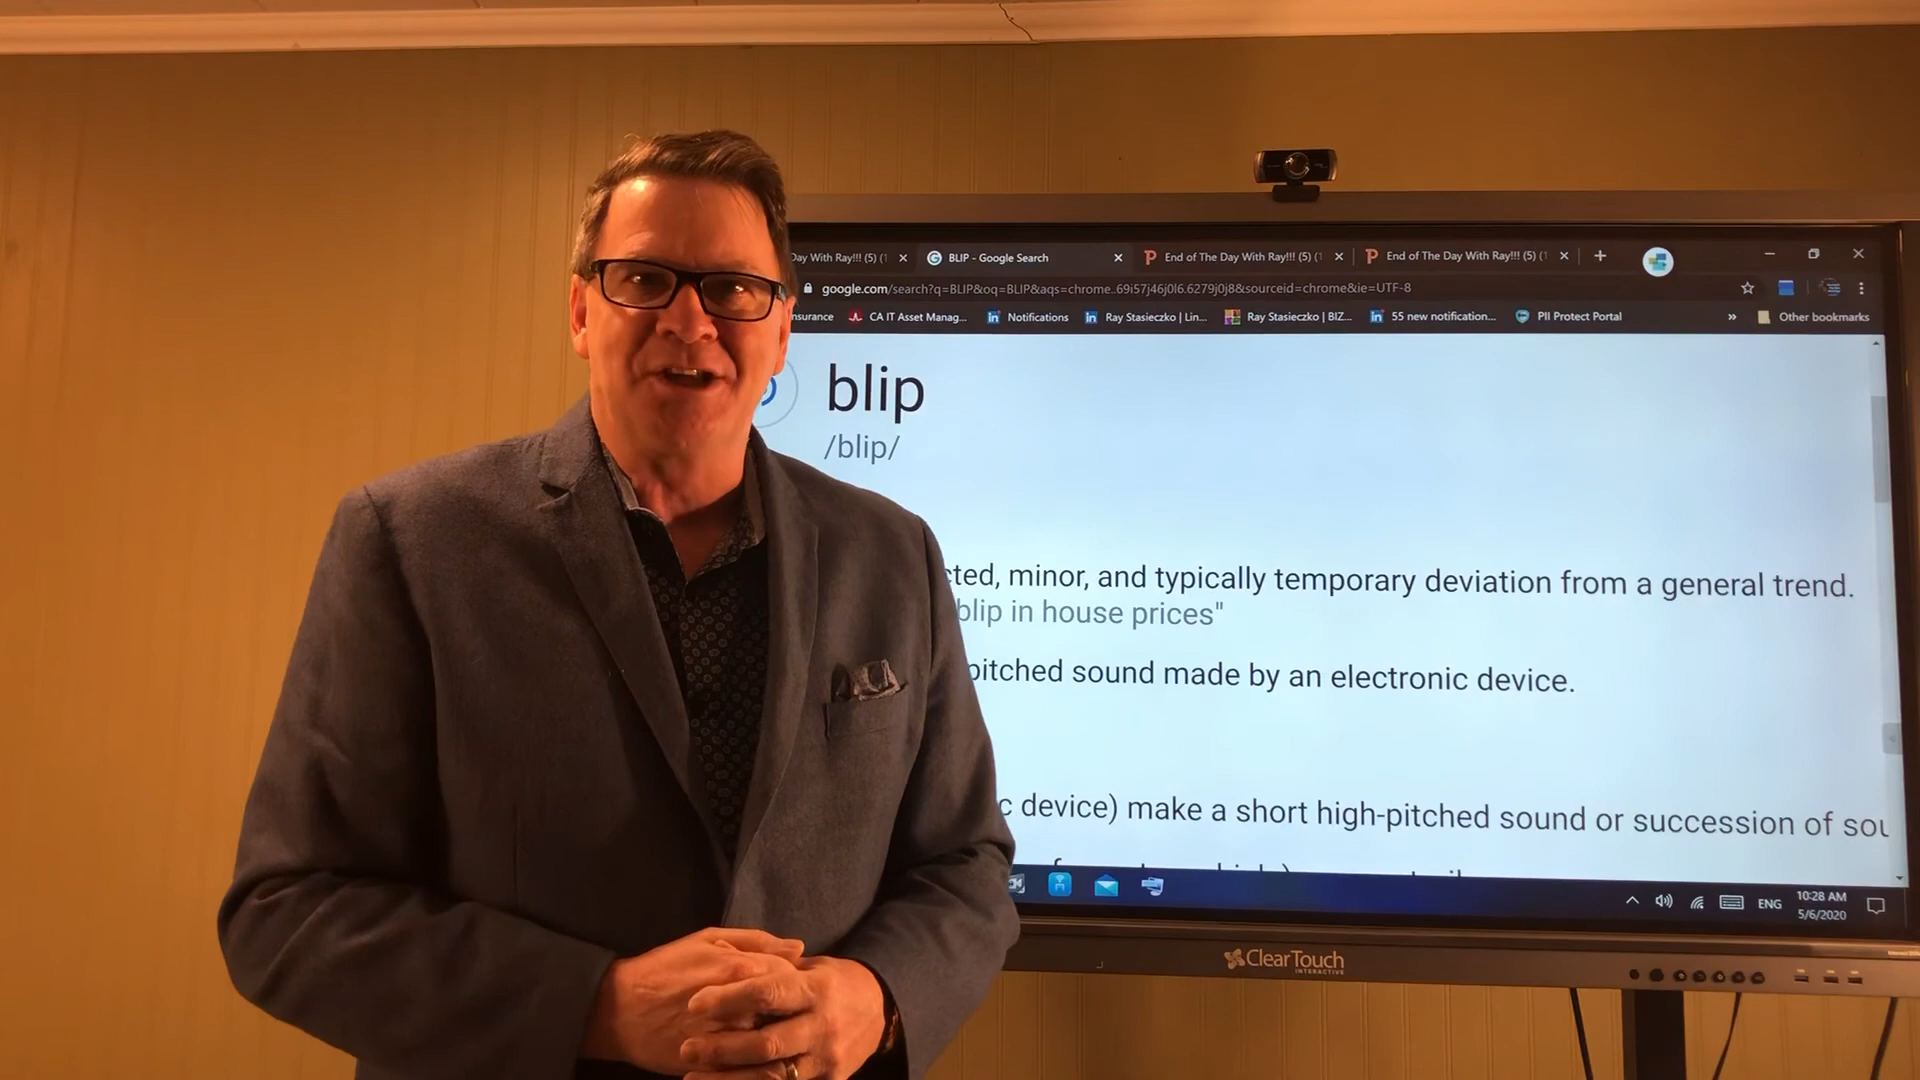 Day With Ray!!! (5) (1
BLIP - Google Search
End of The Day With Ray!!! (5) (1
End of The Day With Ray!!! (5) (1
google.com/search?q=BLIP&oq=BLIP&aqs=chrome..69i57j46j0l6.6279j0j8&sourceid=chrome&ie=UTF-8
nsurance
CA IT Asset Manag...
Notifications
Ray Stasieczko | Lin...
Ray Stasieczko | BIZ...
55 new notification...
PII Protect Portal
»
Other bookmarks
blip
/blip/
cted, minor, and typically temporary deviation from a general trend.
blip in house prices"
pitched sound made by an electronic device.
c device) make a short high-pitched sound or succession of sou
ENG
10:28 AM
5/6/2020
ClearTouch
INTERACTIVE